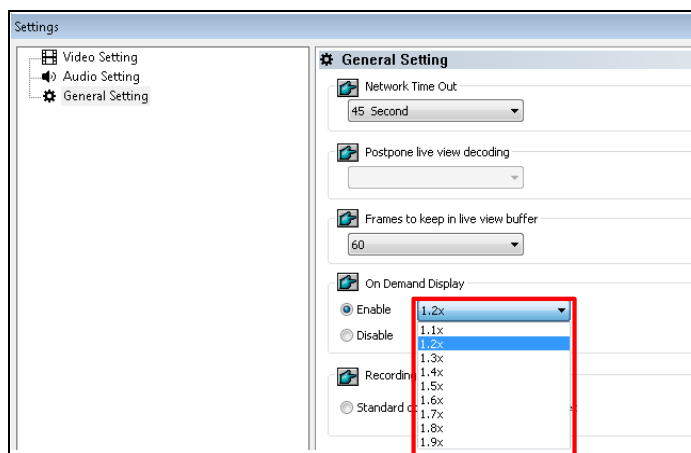 Settings
Video Setting
Audio Setting
General Setting
General Setting
Network Time Out
45 Second
Postpone live view decoding
Frames to keep in live view buffer
60
On Demand Display
Enable 1.2x
Disable
1.1x
1.2x
1.3x
1.4x
1.5x
1.6x
1.7x
1.8x
1.9x
Recording
Standard